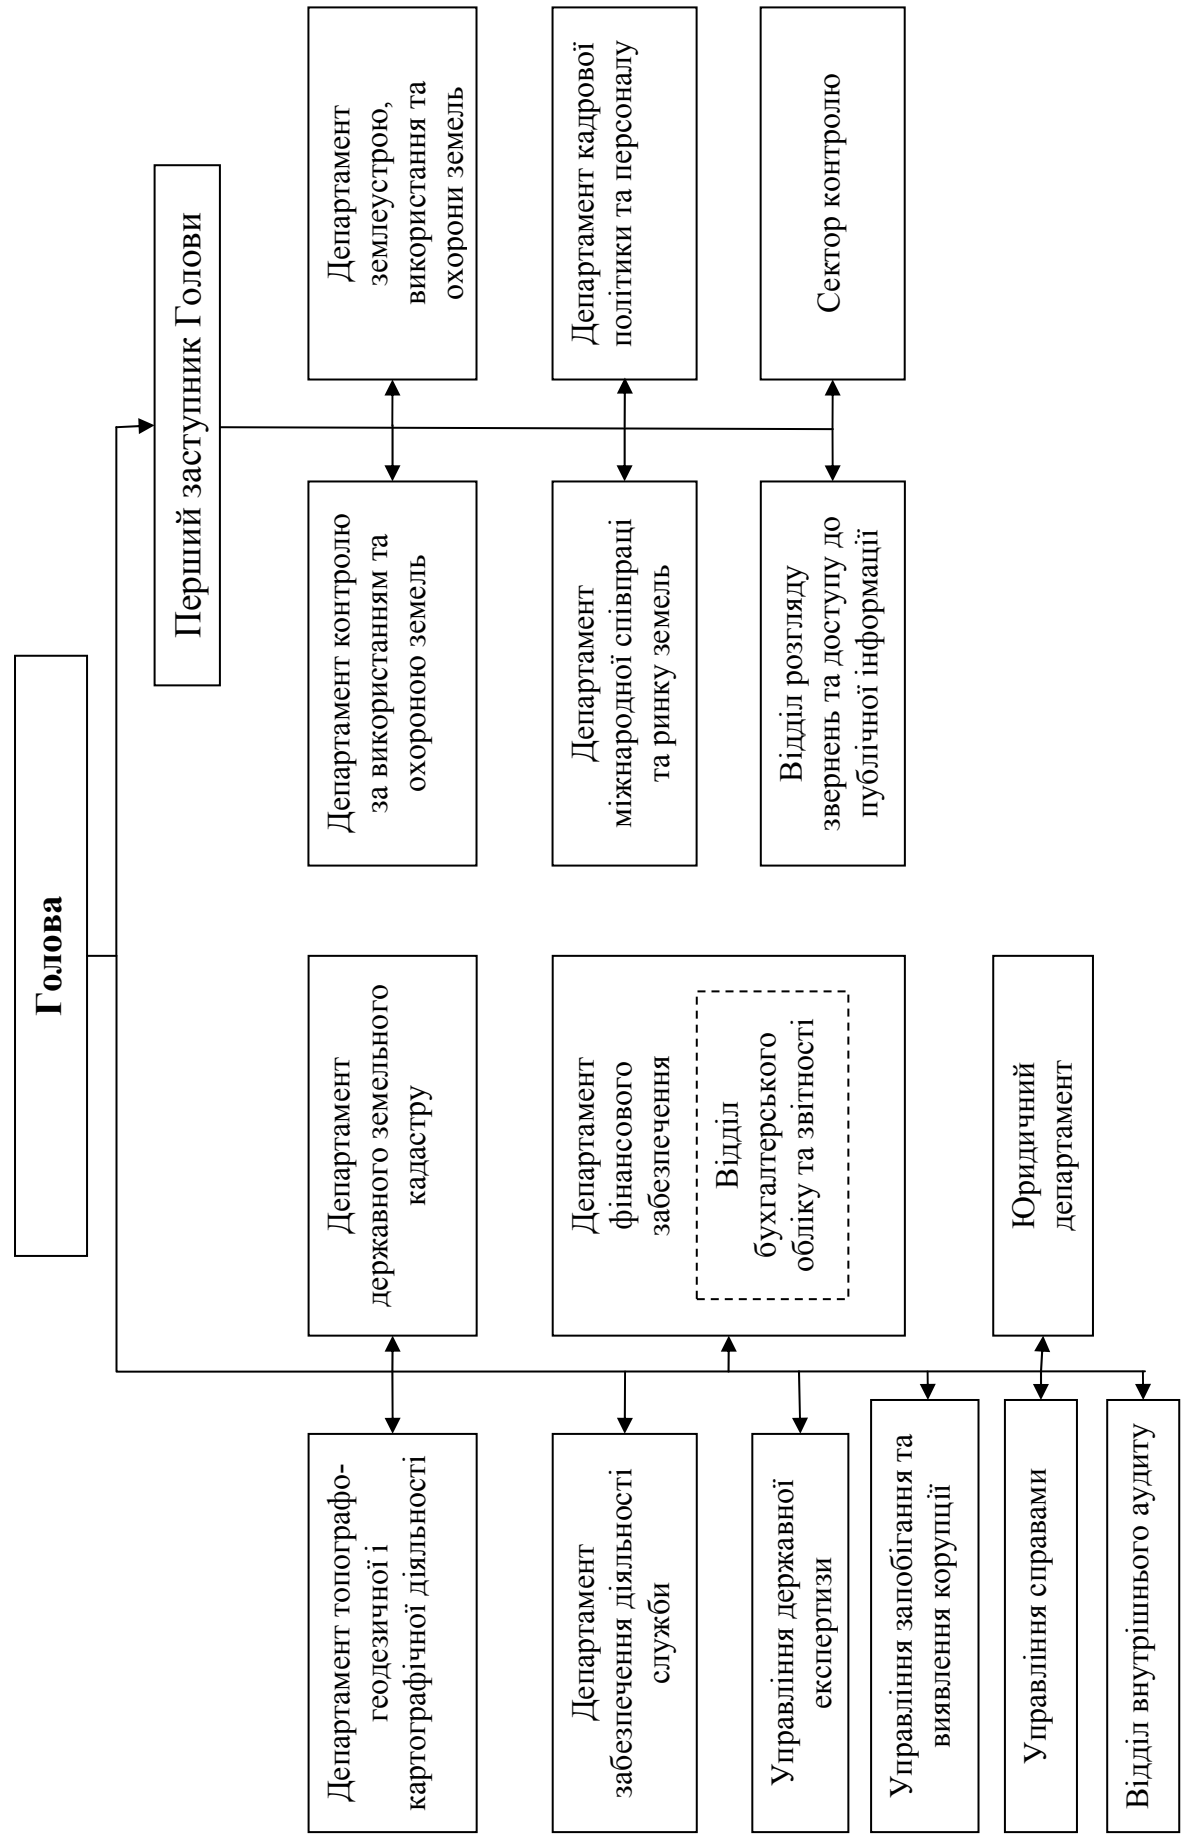 Голова
Перший заступник Голови
Департамент топографо-
геодезичної і
картографічної діяльності
Департамент
державного земельного
кадастру
Департамент контролю
за використанням та
охороною земель
Департамент
землеустрою,
використання та
охорони земель
Департамент
забезпечення діяльності
служби
Департамент
фінансового
забезпечення
Відділ
бухгалтерського
обліку та звітності
Департамент
міжнародної співпраці
та ринку земель
Департамент кадрової
політики та персоналу
Управління державної
експертизи
Відділ розгляду
звернень та доступу до
публічної інформації
Сектор контролю
Управління запобігання та
виявлення корупції
Управління справами
Юридичний
департамент
Відділ внутрішнього аудиту